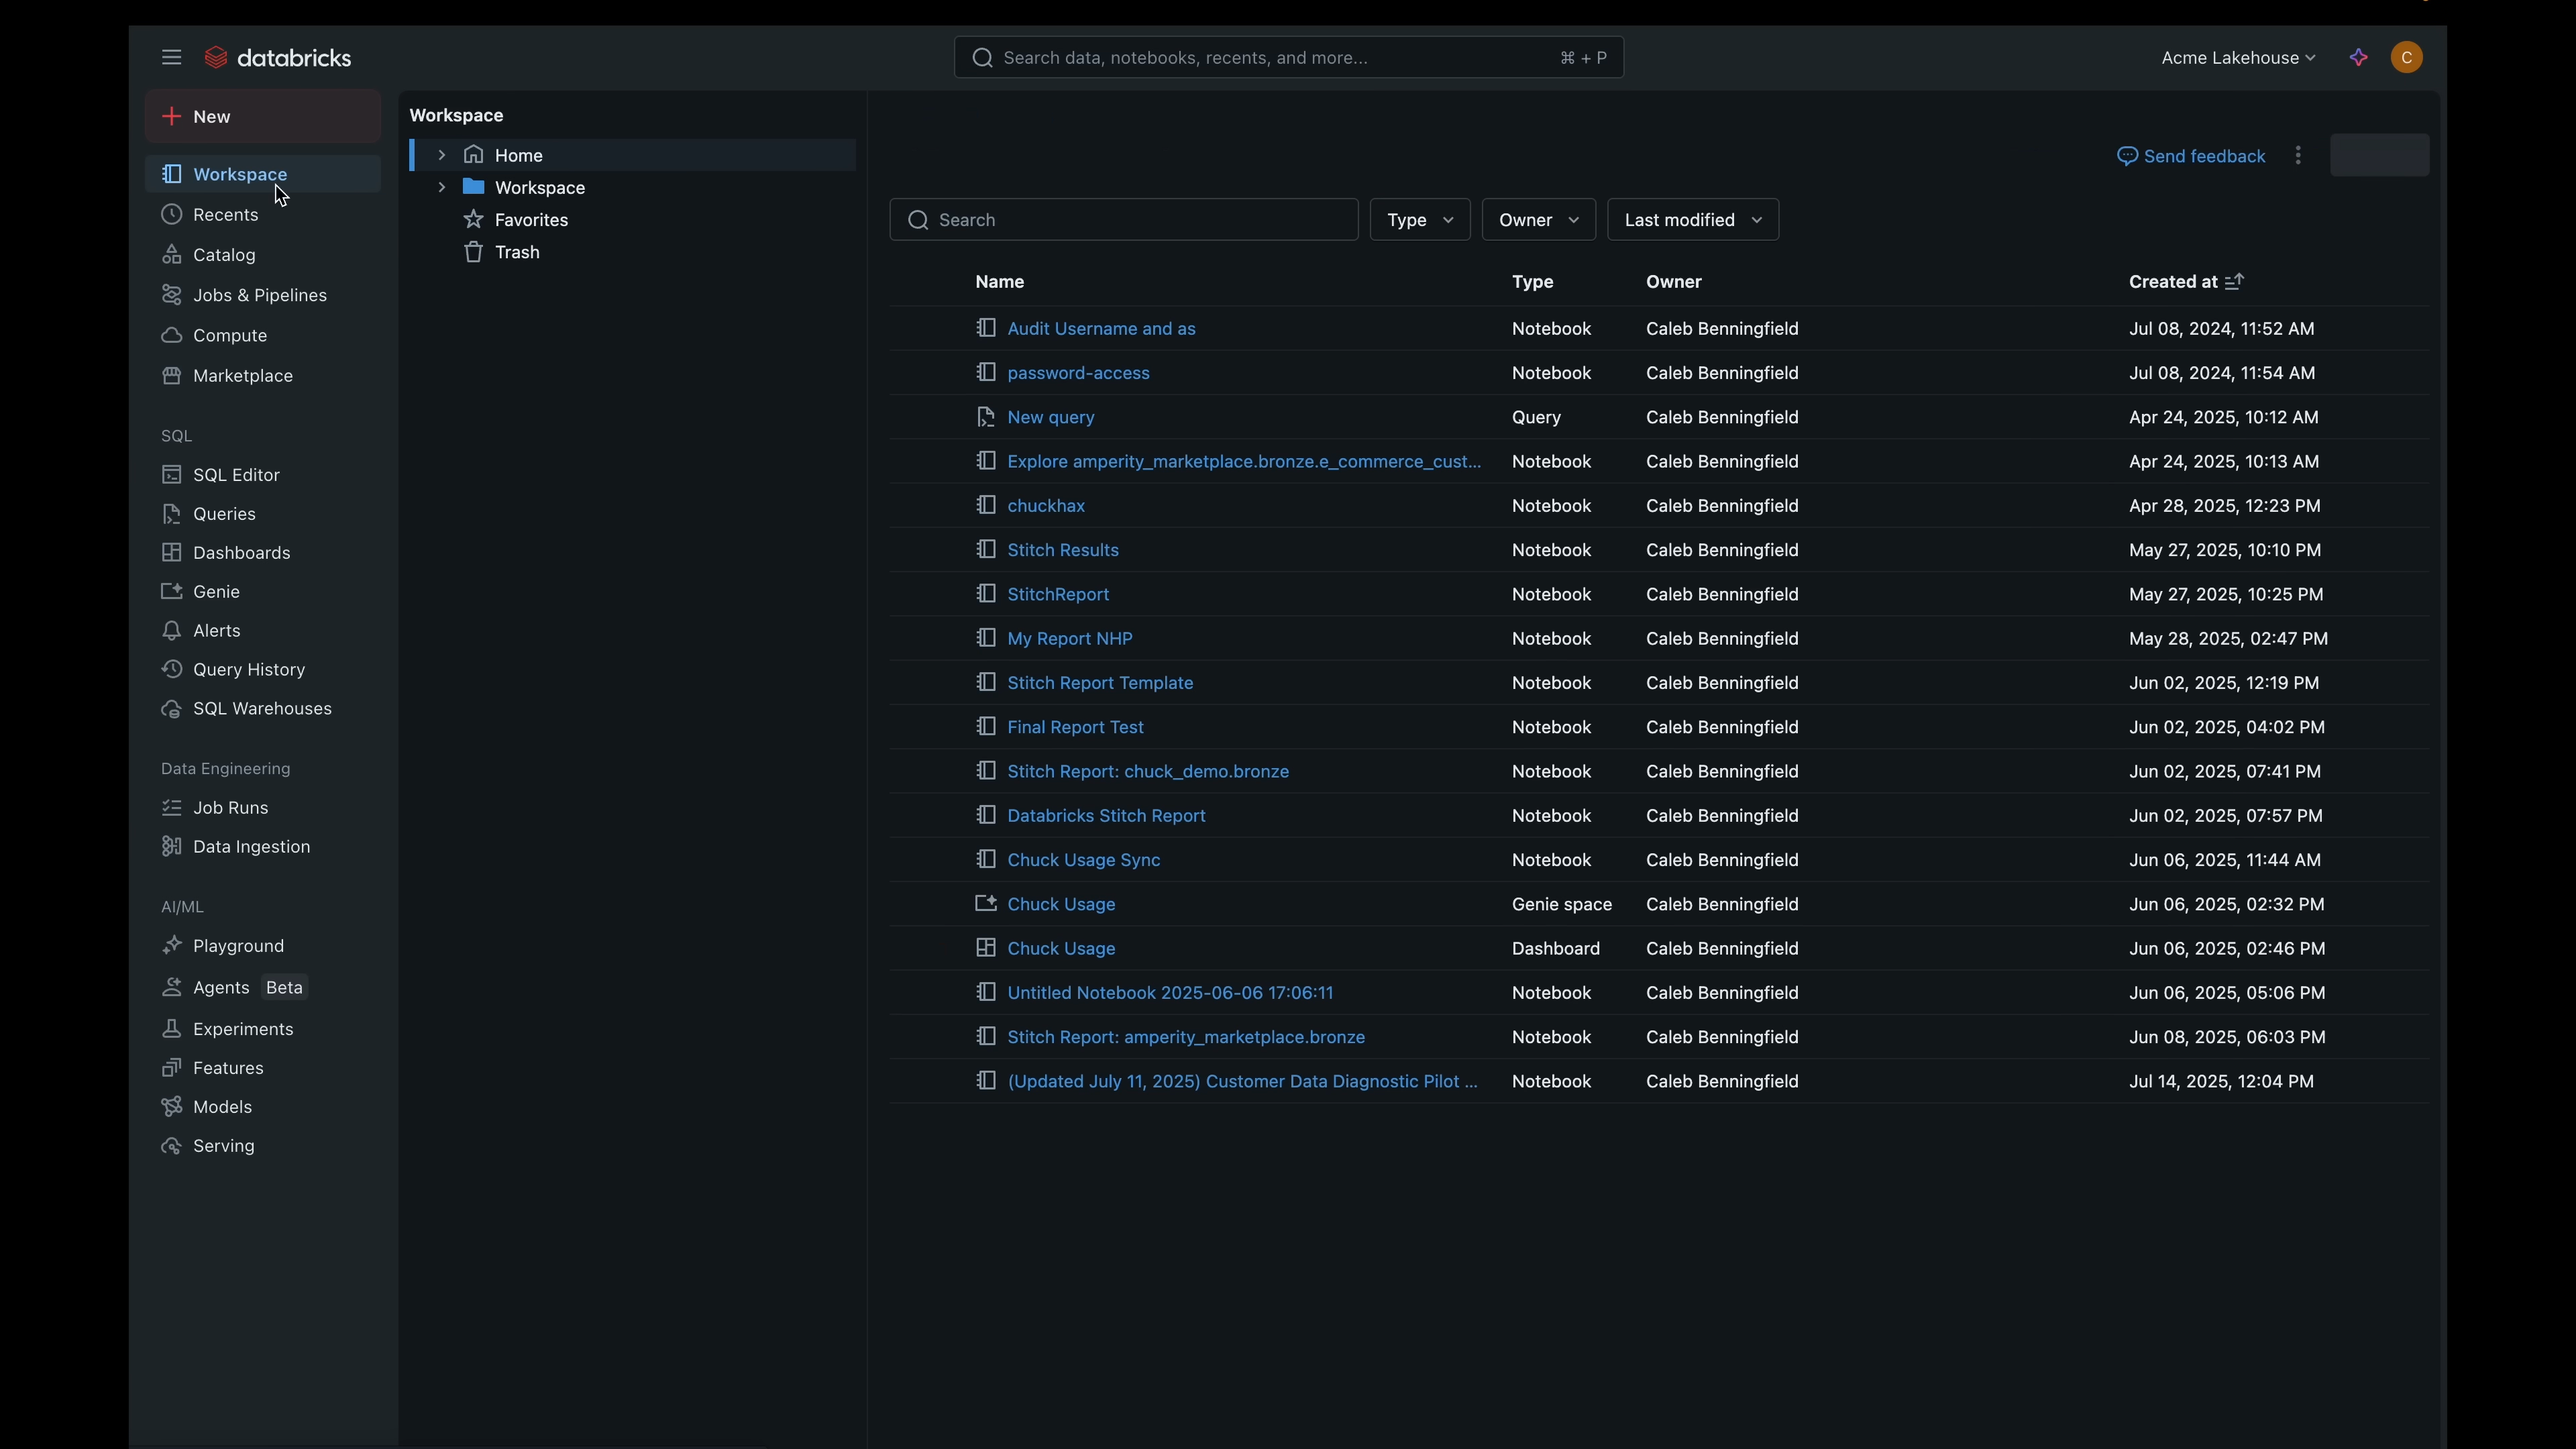 databricks
Search data, notebooks, recents, and more...
⌘ + P
Acme Lakehouse
C
New
Workspace
Recents
Catalog
Jobs & Pipelines
Compute
Marketplace
SQL
SQL Editor
Queries
Dashboards
Genie
Alerts
Query History
SQL Warehouses
Data Engineering
Job Runs
Data Ingestion
AI/ML
Playground
Agents Beta
Experiments
Features
Models
Serving
Workspace
Home
Workspace
Favorites
Trash
Send feedback
Search
Type
Owner
Last modified
Name Type Owner Created at
Audit Username and as Notebook Caleb Benningfield Jul 08, 2024, 11:52 AM
password-access Notebook Caleb Benningfield Jul 08, 2024, 11:54 AM
New query Query Caleb Benningfield Apr 24, 2025, 10:12 AM
Explore amperity_marketplace.bronze.e_commerce_cust... Notebook Caleb Benningfield Apr 24, 2025, 10:13 AM
chuckhax Notebook Caleb Benningfield Apr 28, 2025, 12:23 PM
Stitch Results Notebook Caleb Benningfield May 27, 2025, 10:10 PM
StitchReport Notebook Caleb Benningfield May 27, 2025, 10:25 PM
My Report NHP Notebook Caleb Benningfield May 28, 2025, 02:47 PM
Stitch Report Template Notebook Caleb Benningfield Jun 02, 2025, 12:19 PM
Final Report Test Notebook Caleb Benningfield Jun 02, 2025, 04:02 PM
Stitch Report: chuck_demo.bronze Notebook Caleb Benningfield Jun 02, 2025, 07:41 PM
Databricks Stitch Report Notebook Caleb Benningfield Jun 02, 2025, 07:57 PM
Chuck Usage Sync Notebook Caleb Benningfield Jun 06, 2025, 11:44 AM
Chuck Usage Genie space Caleb Benningfield Jun 06, 2025, 02:32 PM
Chuck Usage Dashboard Caleb Benningfield Jun 06, 2025, 02:46 PM
Untitled Notebook 2025-06-06 17:06:11 Notebook Caleb Benningfield Jun 06, 2025, 05:06 PM
Stitch Report: amperity_marketplace.bronze Notebook Caleb Benningfield Jun 08, 2025, 06:03 PM
(Updated July 11, 2025) Customer Data Diagnostic Pilot ... Notebook Caleb Benningfield Jul 14, 2025, 12:04 PM